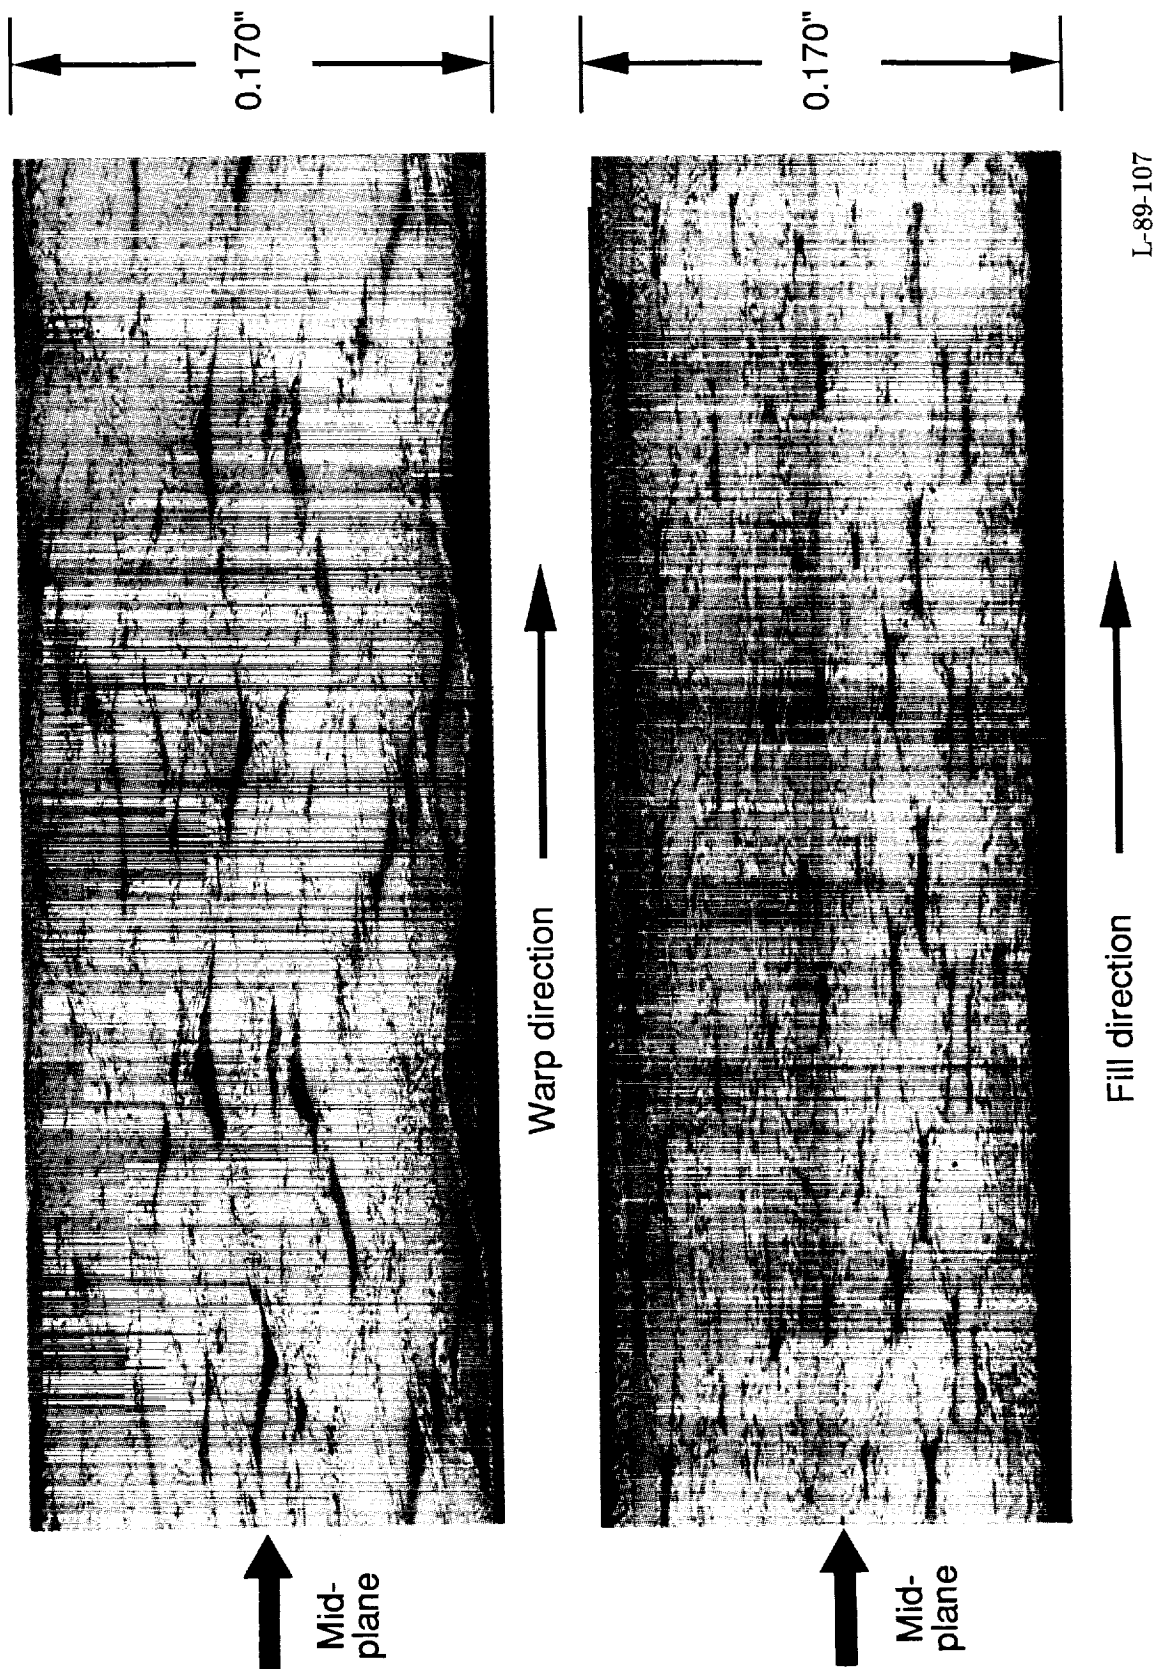 0.170"
Mid-
plane
Warp direction
0.170"
Mid-
plane
Fill direction
L-89-107